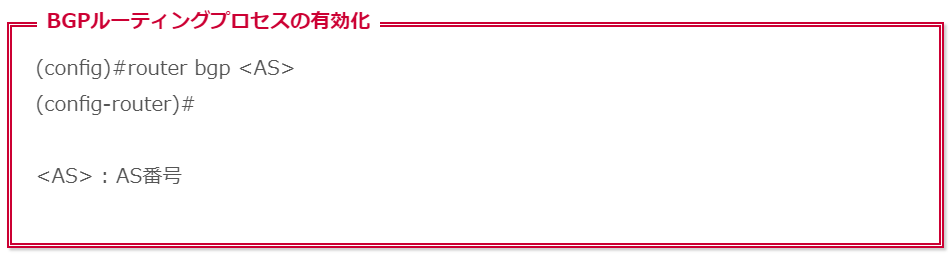 BGPルーティングプロセスの有効化
(config)#router bgp <AS>
(config-router)#
<AS> : AS番号